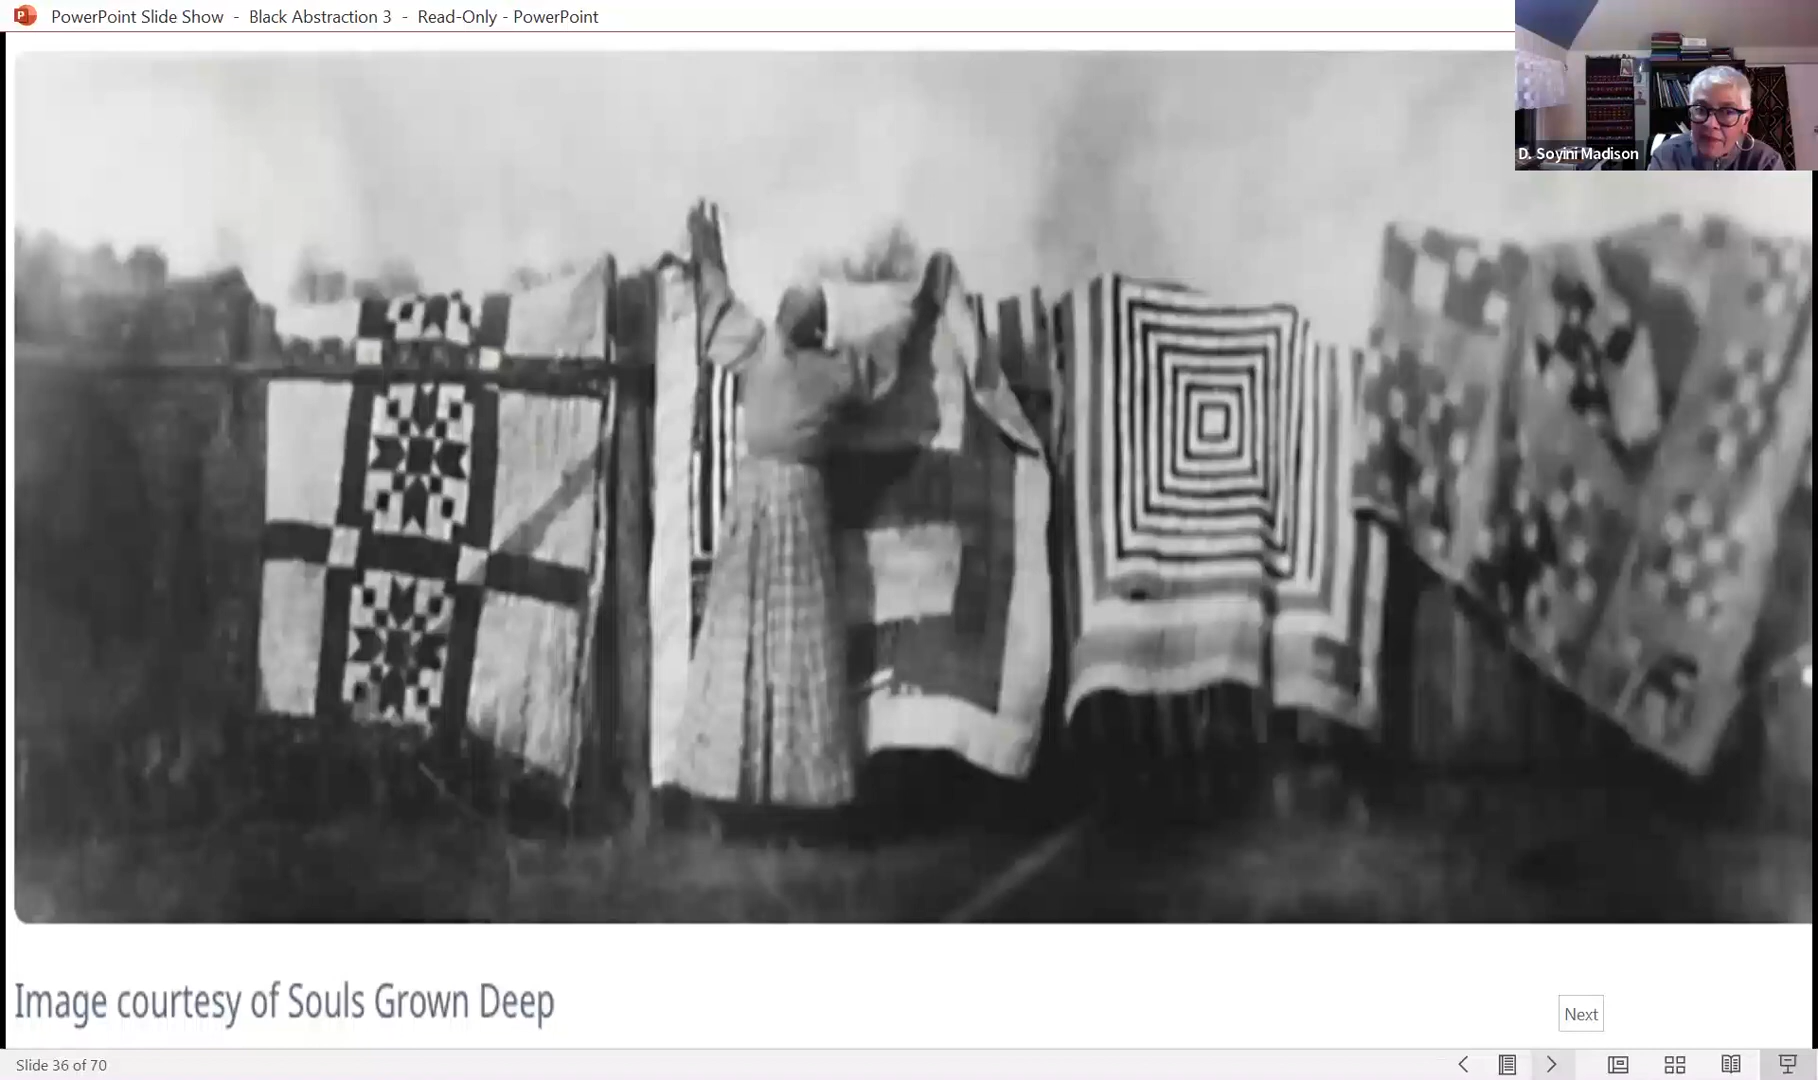 PowerPoint Slide Show - Black Abstraction 3 - Read-Only - PowerPoint
D. Soyini Madison
Image courtesy of Souls Grown Deep
Next
Slide 36 of 70